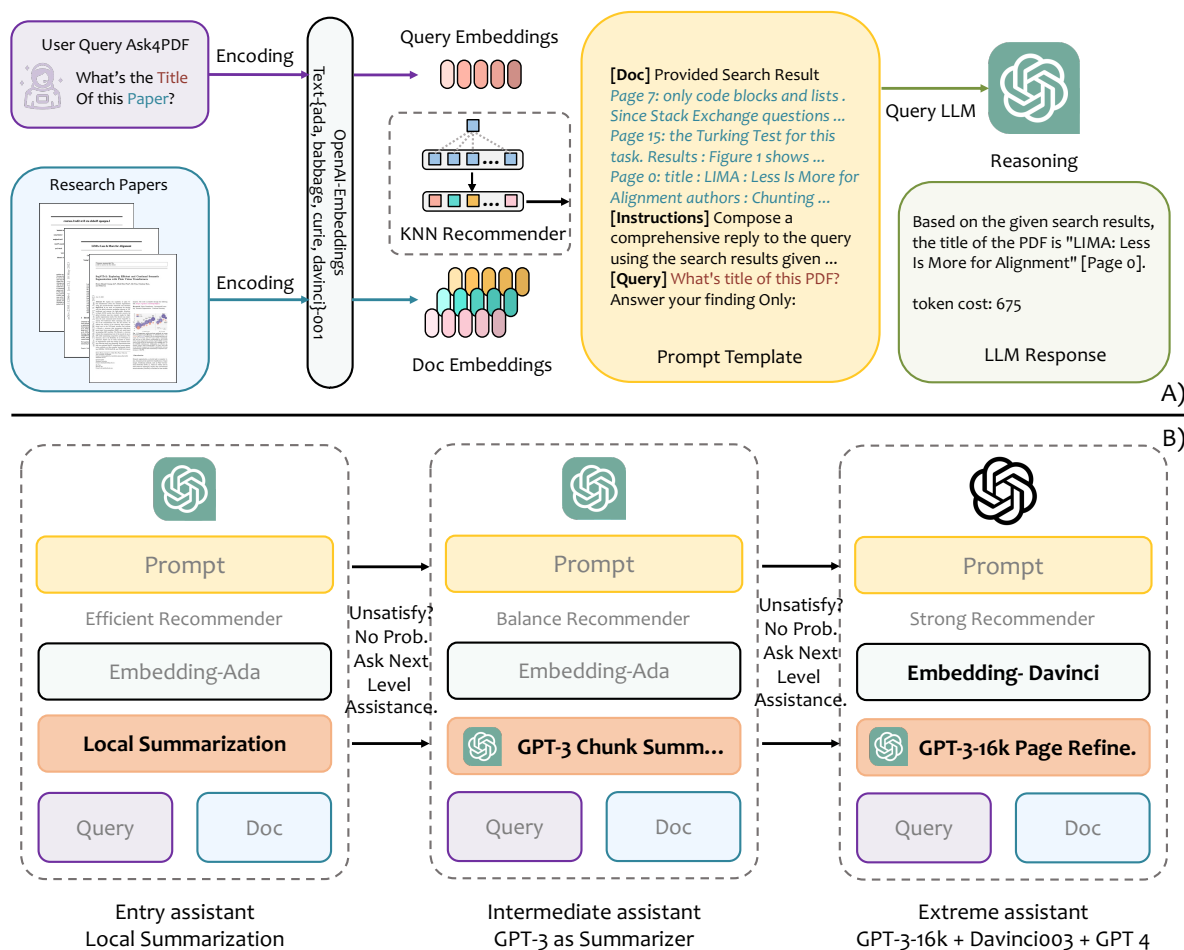 User Query Ask4PDF
What's the Title
Of this Paper?
Encoding
Research Papers
Encoding
OpenAI-Embeddings
Text-{ada, babbage, curie, davinci}-001
Query Embeddings
KNN Recommender
Doc Embeddings
[Doc] Provided Search Result
Page 7: only code blocks and lists .
Since Stack Exchange questions ...
Page 15: the Turking Test for this
task. Results : Figure 1 shows ...
Page 0: title : LIMA : Less Is More for
Alignment authors : Chunting ...
[Instructions] Compose a
comprehensive reply to the query
using the search results given ...
[Query] What's title of this PDF?
Answer your finding Only:
Prompt Template
Query LLM
Reasoning
Based on the given search results,
the title of the PDF is "LIMA: Less
Is More for Alignment" [Page 0].
token cost: 675
LLM Response
A)
B)
Prompt
Efficient Recommender
Embedding-Ada
Local Summarization
Query
Doc
Entry assistant
Local Summarization
Unsatisfy?
No Prob.
Ask Next
Level
Assistance.
Prompt
Balance Recommender
Embedding-Ada
GPT-3 Chunk Summ...
Query
Doc
Intermediate assistant
GPT-3 as Summarizer
Unsatisfy?
No Prob.
Ask Next
Level
Assistance.
Prompt
Strong Recommender
Embedding- Davinci
GPT-3-16k Page Refine.
Query
Doc
Extreme assistant
GPT-3-16k + Davinci003 + GPT 4